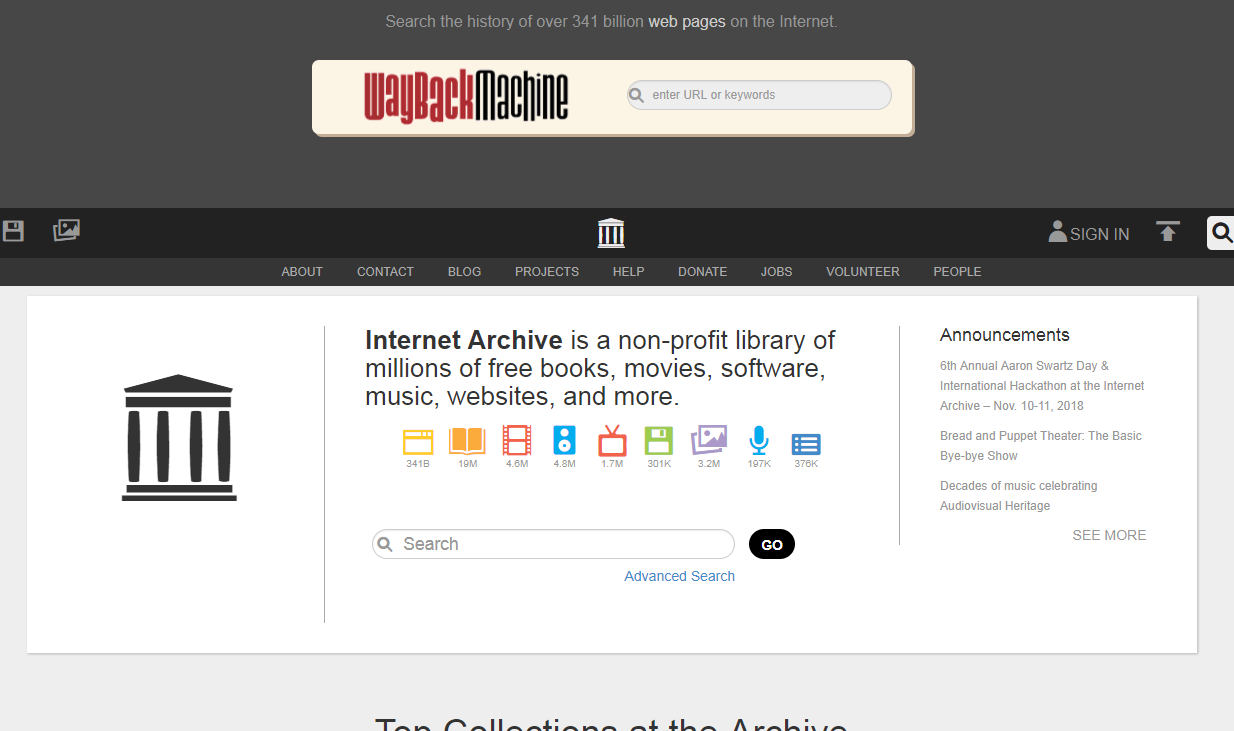 Search the history of over 341 billion web pages on the Internet.
WayBackMachine
enter URL or keywords
SIGN IN
ABOUT CONTACT BLOG PROJECTS HELP DONATE JOBS VOLUNTEER PEOPLE
Internet Archive is a non-profit library of
millions of free books, movies, software,
music, websites, and more.
341B 19M 4.6M 4.8M 1.7M 301K 3.2M 197K 376K
Search
GO
Advanced Search
Announcements
6th Annual Aaron Swartz Day &
International Hackathon at the Internet
Archive – Nov. 10-11, 2018
Bread and Puppet Theater: The Basic
Bye-bye Show
Decades of music celebrating
Audiovisual Heritage
SEE MORE
Top Collections at the Archive